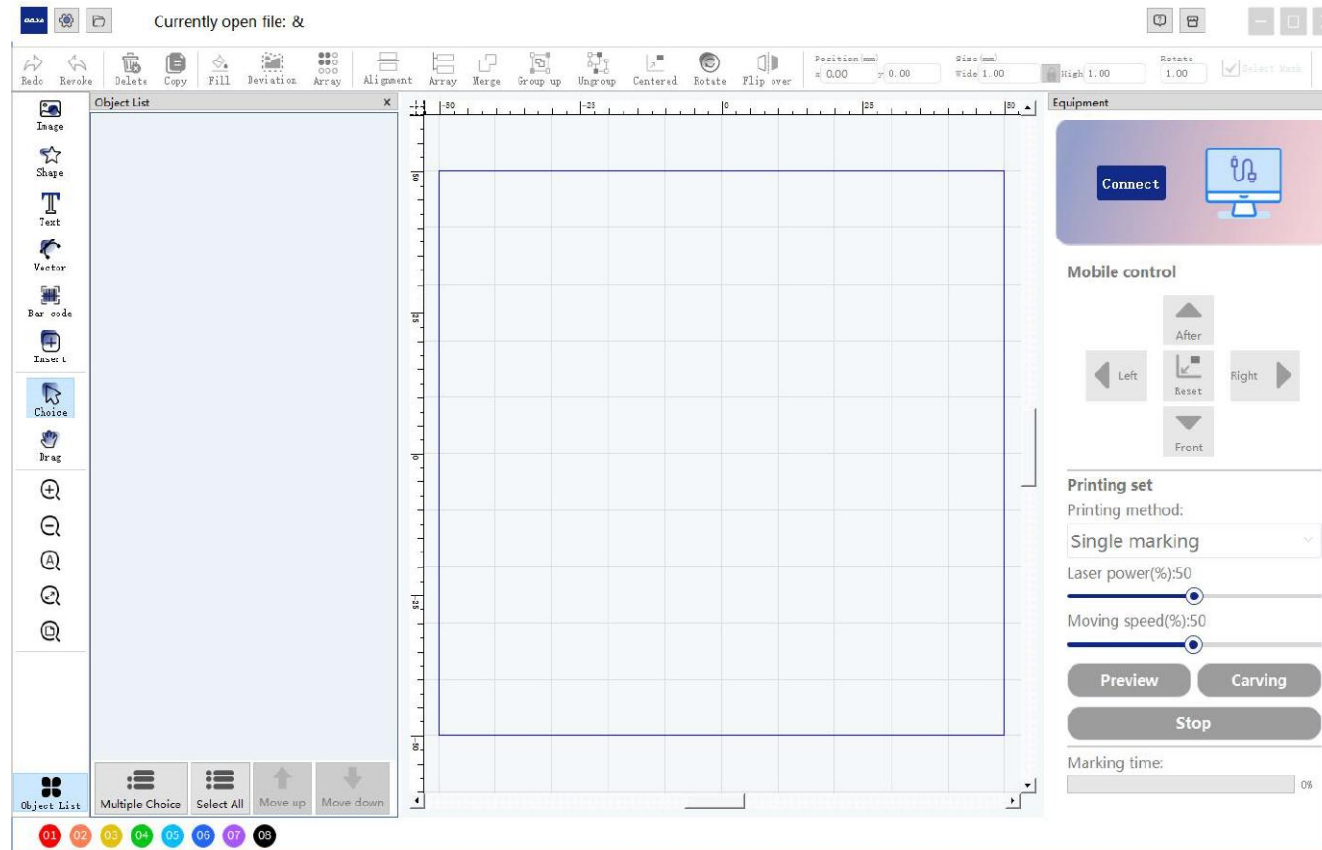 Currently open file: &
Redo Revoke Delete Copy Fill Deviation Array Alignment Array Merge Group up Ungroup Centered Rotate Flip over
Position(mm) Size(mm) Rotate
x 0.00 y 0.00 Wide 1.00 High 1.00 1.00 Select Mask
Object List X
Equipment
Image
Shape
Text
Vector
Bar code
Insert
Choice
Drag
Object List
Multiple Choice Select All Move up Move down
-50 -25 0 25 50
50
25
0
-25
-50
Connect
Mobile control
After
Left Reset Right
Front
Printing set
Printing method:
Single marking
Laser power(%):50
Moving speed(%):50
Preview Carving
Stop
Marking time:
0%
01 02 03 04 05 06 07 08